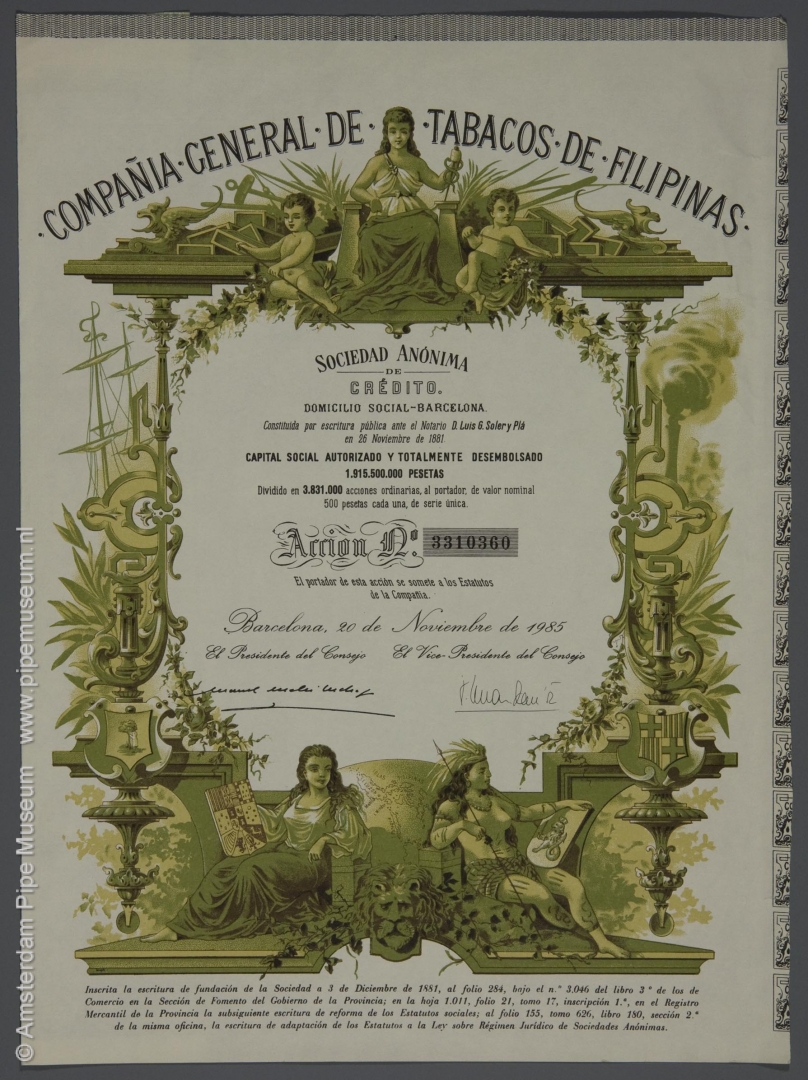 ·COMPAÑIA·GENERAL·DE· ·TABACOS·DE·FILIPINAS·
SOCIEDAD ANÓNIMA
DE
CRÉDITO.
DOMICILIO SOCIAL-BARCELONA.
Constituida por escritura pública ante el Notario D. Luis G. Soler y Plá
en 26 Noviembre de 1881.
CAPITAL SOCIAL AUTORIZADO Y TOTALMENTE DESEMBOLSADO
1.915.500.000 PESETAS
Dividido en 3.831.000 acciones ordinarias, al portador, de valor nominal
500 pesetas cada una, de serie única.
Acción N.º 3310360
El portador de esta acción se somete a los Estatutos
de la Compañía.
Barcelona, 20 de Noviembre de 1985
El Presidente del Consejo El Vice-Presidente del Consejo
Inscrita la escritura de fundación de la Sociedad a 3 de Diciembre de 1881, al folio 284, bajo el n.º 3.046 del libro 3º de los de
Comercio en la Sección de Fomento del Gobierno de la Provincia; en la hoja 1.011, folio 21, tomo 17, inscripción 1.ª, en el Registro
Mercantil de la Provincia la subsiguiente escritura de reforma de los Estatutos sociales; al folio 155, tomo 626, libro 180, sección 2.ª
de la misma oficina, la escritura de adaptación de los Estatutos a la Ley sobre Régimen Jurídico de Sociedades Anónimas.
© Amsterdam Pipe Museum www.pipemuseum.nl